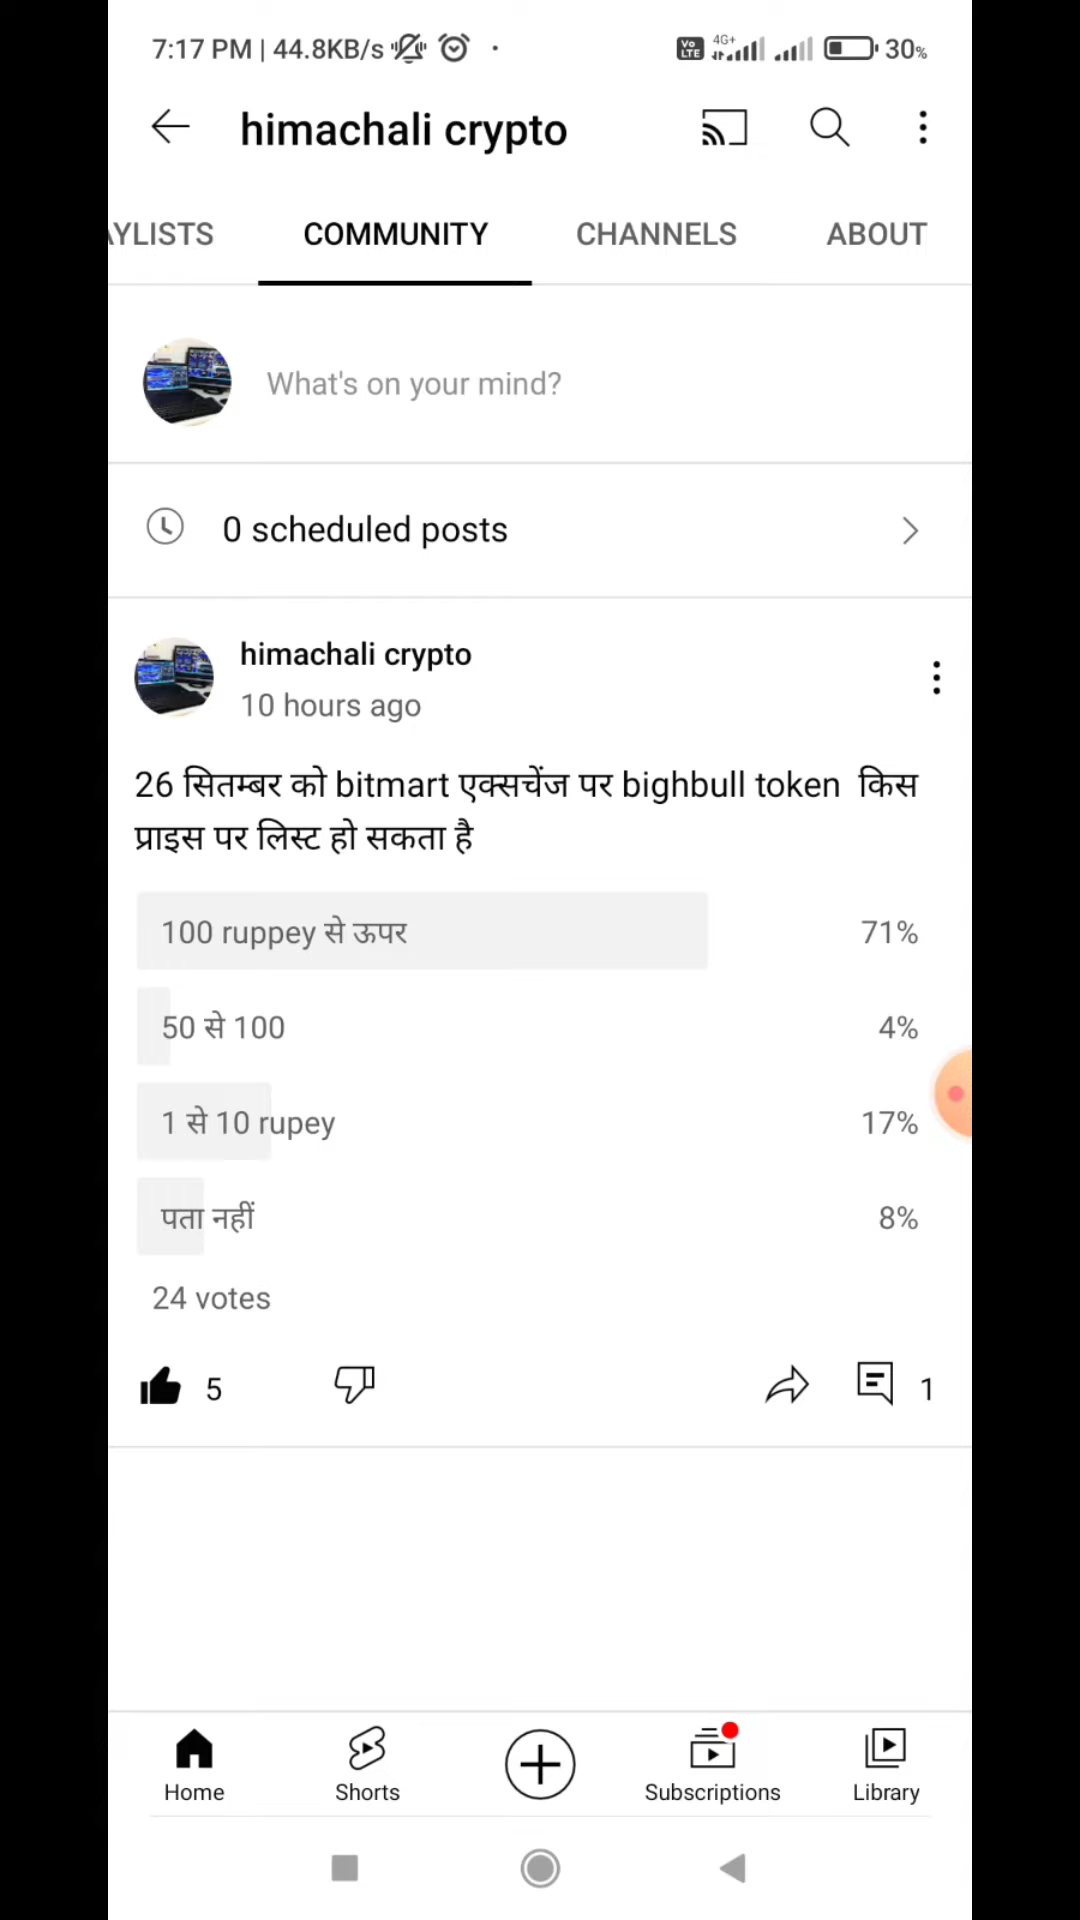 7:17 PM | 44.8KB/s
Vo LTE 4G+ 30%
himachali crypto
AYLISTS COMMUNITY CHANNELS ABOUT
What's on your mind?
0 scheduled posts
himachali crypto
10 hours ago
26 सितम्बर को bitmart एक्सचेंज पर bighbull token किस
प्राइस पर लिस्ट हो सकता है
100 ruppey से ऊपर 71%
50 से 100 4%
1 से 10 rupey 17%
पता नहीं 8%
24 votes
5 1
Home Shorts Subscriptions Library